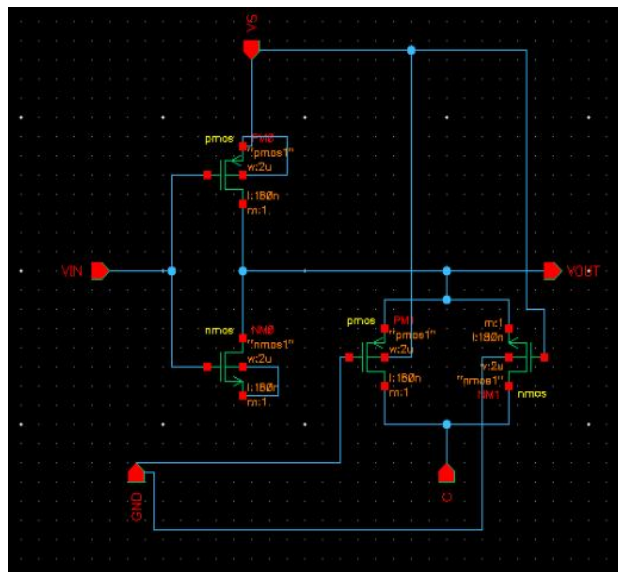 VS
pmos PM0
"pmos1"
w:2u
l:180n
m:1
VIN
VOUT
nmos NM0
"nmos1"
w:2u
l:180n
m:1
pmos PM1
"pmos1"
w:2u
l:180n
m:1
m:1
l:180n
w:2u
"nmos1"
NM1 nmos
GND
C